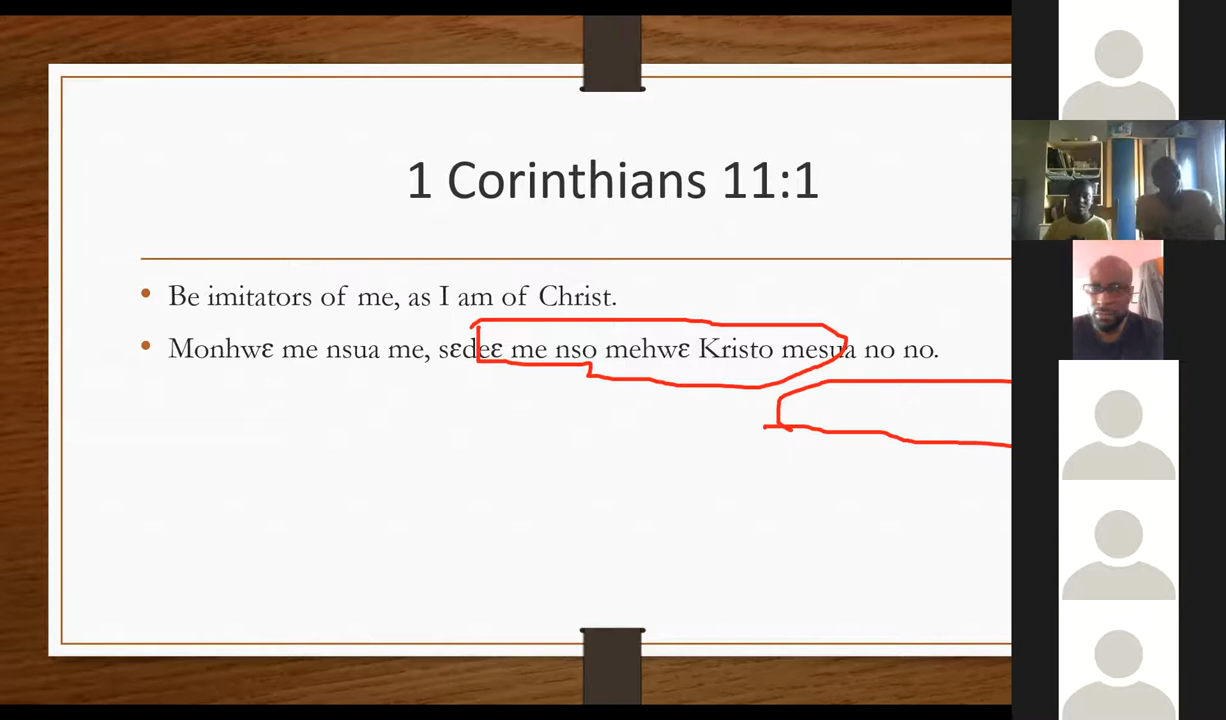 1 Corinthians 11:1
• Be imitators of me, as I am of Christ.
• Monhwɛ me nsua me, sɛdeɛ me nso mehwɛ Kristo mesua no no.